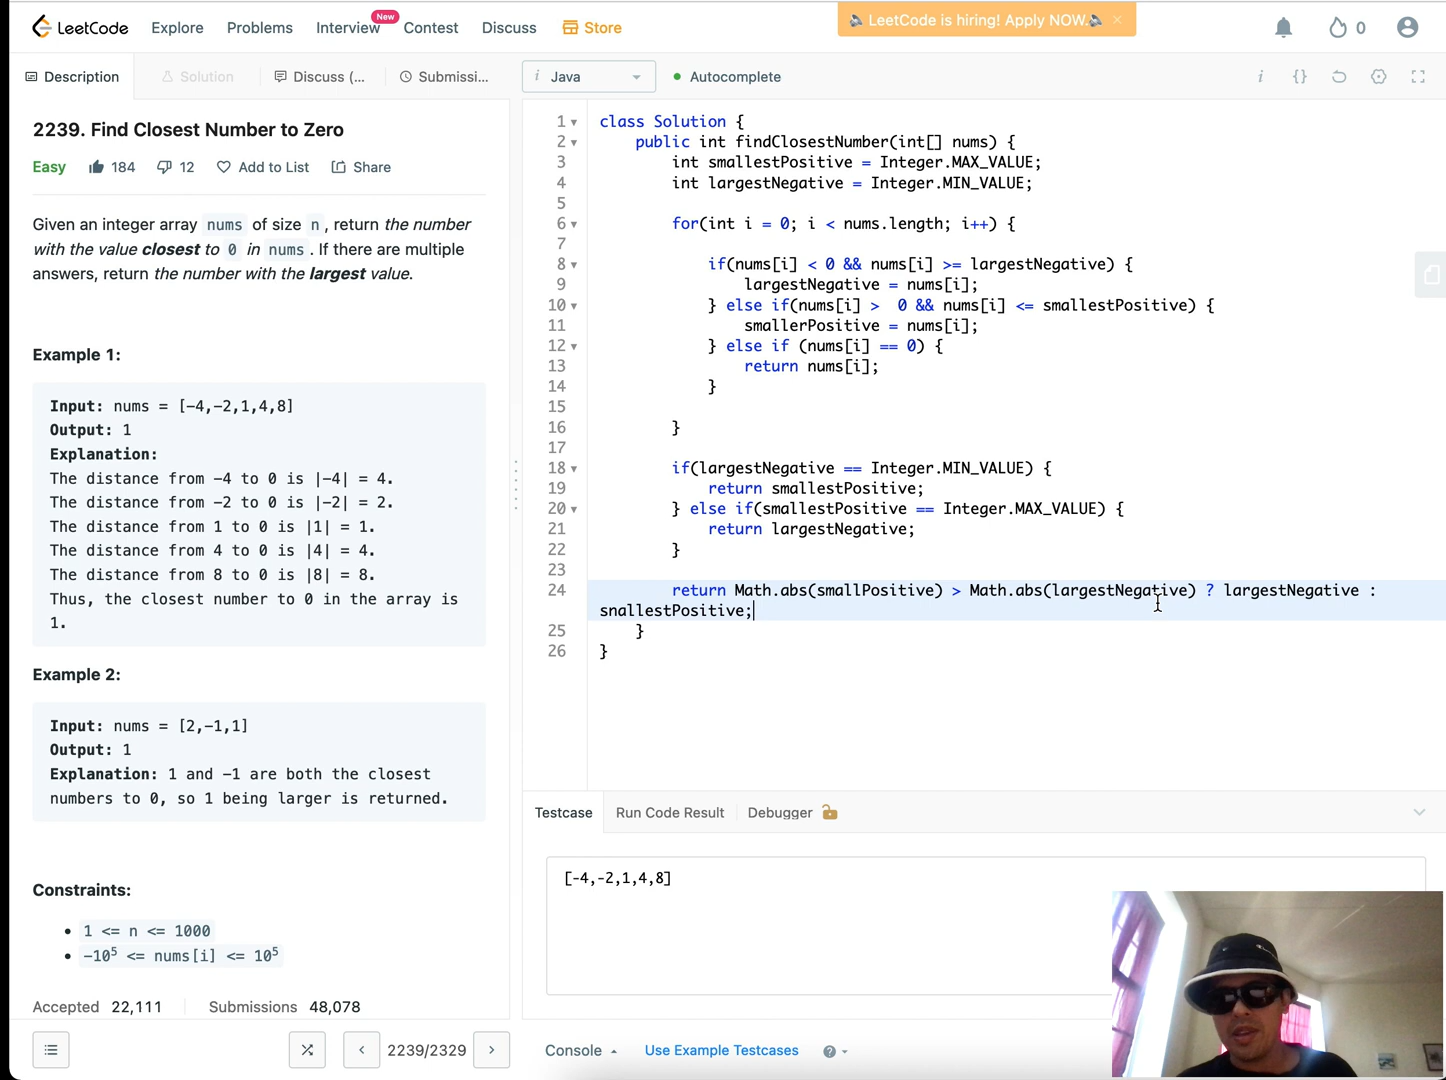 LeetCode
Explore
Problems
Interview
New
Contest
Discuss
Store
LeetCode is hiring! Apply NOW.
×
0
Description
Solution
Discuss (...
Submissi...
i Java
Autocomplete
i {}
2239. Find Closest Number to Zero
Easy 184 12 Add to List Share
Given an integer array nums of size n, return the number
with the value closest to 0 in nums. If there are multiple
answers, return the number with the largest value.
Example 1:
Input: nums = [-4,-2,1,4,8]
Output: 1
Explanation:
The distance from -4 to 0 is |-4| = 4.
The distance from -2 to 0 is |-2| = 2.
The distance from 1 to 0 is |1| = 1.
The distance from 4 to 0 is |4| = 4.
The distance from 8 to 0 is |8| = 8.
Thus, the closest number to 0 in the array is
1.
Example 2:
Input: nums = [2,-1,1]
Output: 1
Explanation: 1 and -1 are both the closest
numbers to 0, so 1 being larger is returned.
Constraints:
• 1 <= n <= 1000
• -10⁵ <= nums[i] <= 10⁵
Accepted 22,111 Submissions 48,078
< 2239/2329 >
1 class Solution {
2     public int findClosestNumber(int[] nums) {
3         int smallestPositive = Integer.MAX_VALUE;
4         int largestNegative = Integer.MIN_VALUE;
5
6         for(int i = 0; i < nums.length; i++) {
7
8             if(nums[i] < 0 && nums[i] >= largestNegative) {
9                 largestNegative = nums[i];
10             } else if(nums[i] >  0 && nums[i] <= smallestPositive) {
11                 smallerPositive = nums[i];
12             } else if (nums[i] == 0) {
13                 return nums[i];
14             }
15
16         }
17
18         if(largestNegative == Integer.MIN_VALUE) {
19             return smallestPositive;
20         } else if(smallestPositive == Integer.MAX_VALUE) {
21             return largestNegative;
22         }
23
24         return Math.abs(smallPositive) > Math.abs(largestNegative) ? largestNegative :
snallestPositive;
25     }
26 }
Testcase
Run Code Result
Debugger
[-4,-2,1,4,8]
Console
Use Example Testcases
?